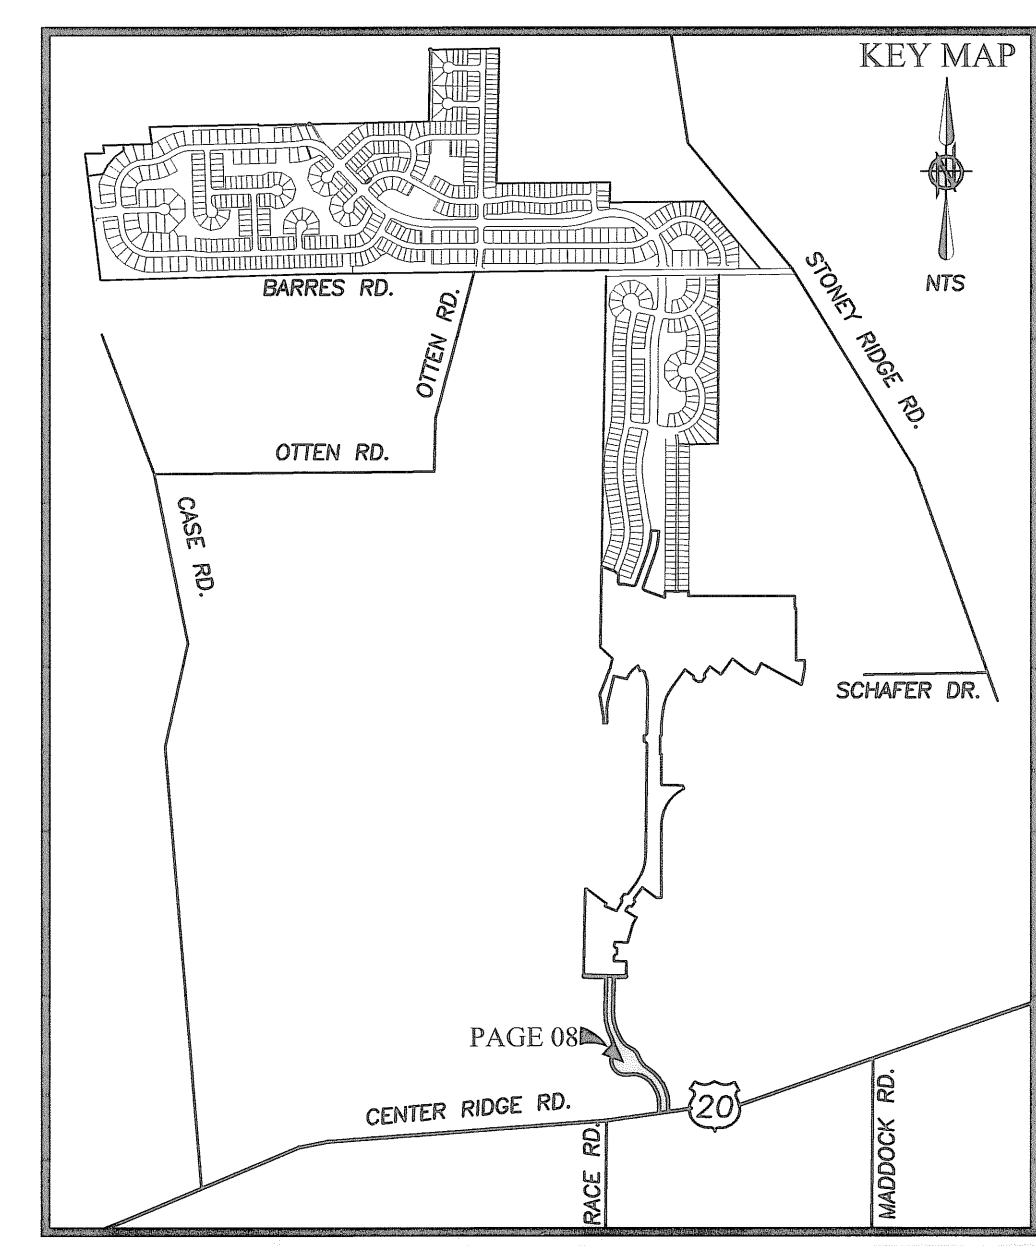 KEY MAP
N
NTS
BARRES RD.
OTTEN RD.
STONEY RIDGE RD.
OTTEN RD.
CASE RD.
SCHAFER DR.
PAGE 08
CENTER RIDGE RD.
20
RACE RD.
MADDOCK RD.